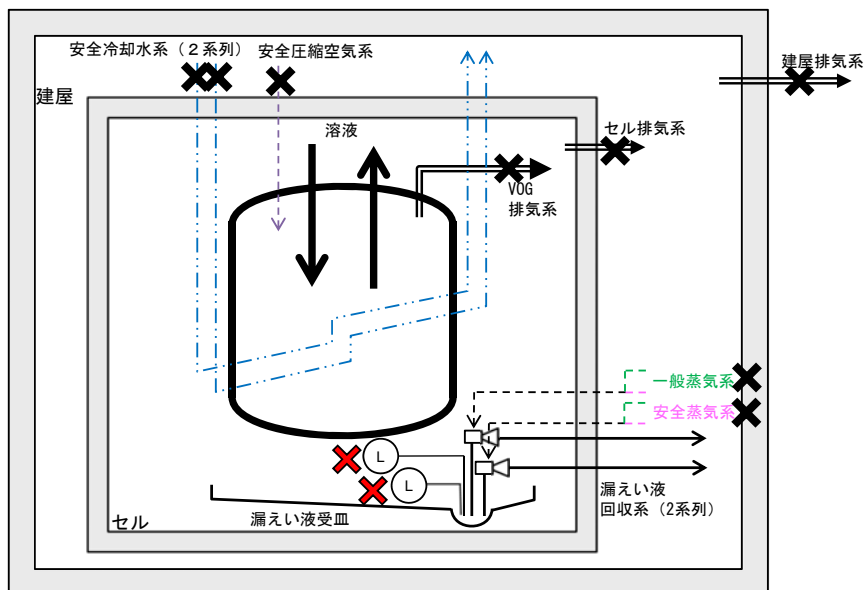 安全冷却水系（２系列）
安全圧縮空気系
建屋排気系
建屋
溶液
セル排気系
VOG
排気系
一般蒸気系
安全蒸気系
L
L
漏えい液
回収系（2系列）
漏えい液受皿
セル